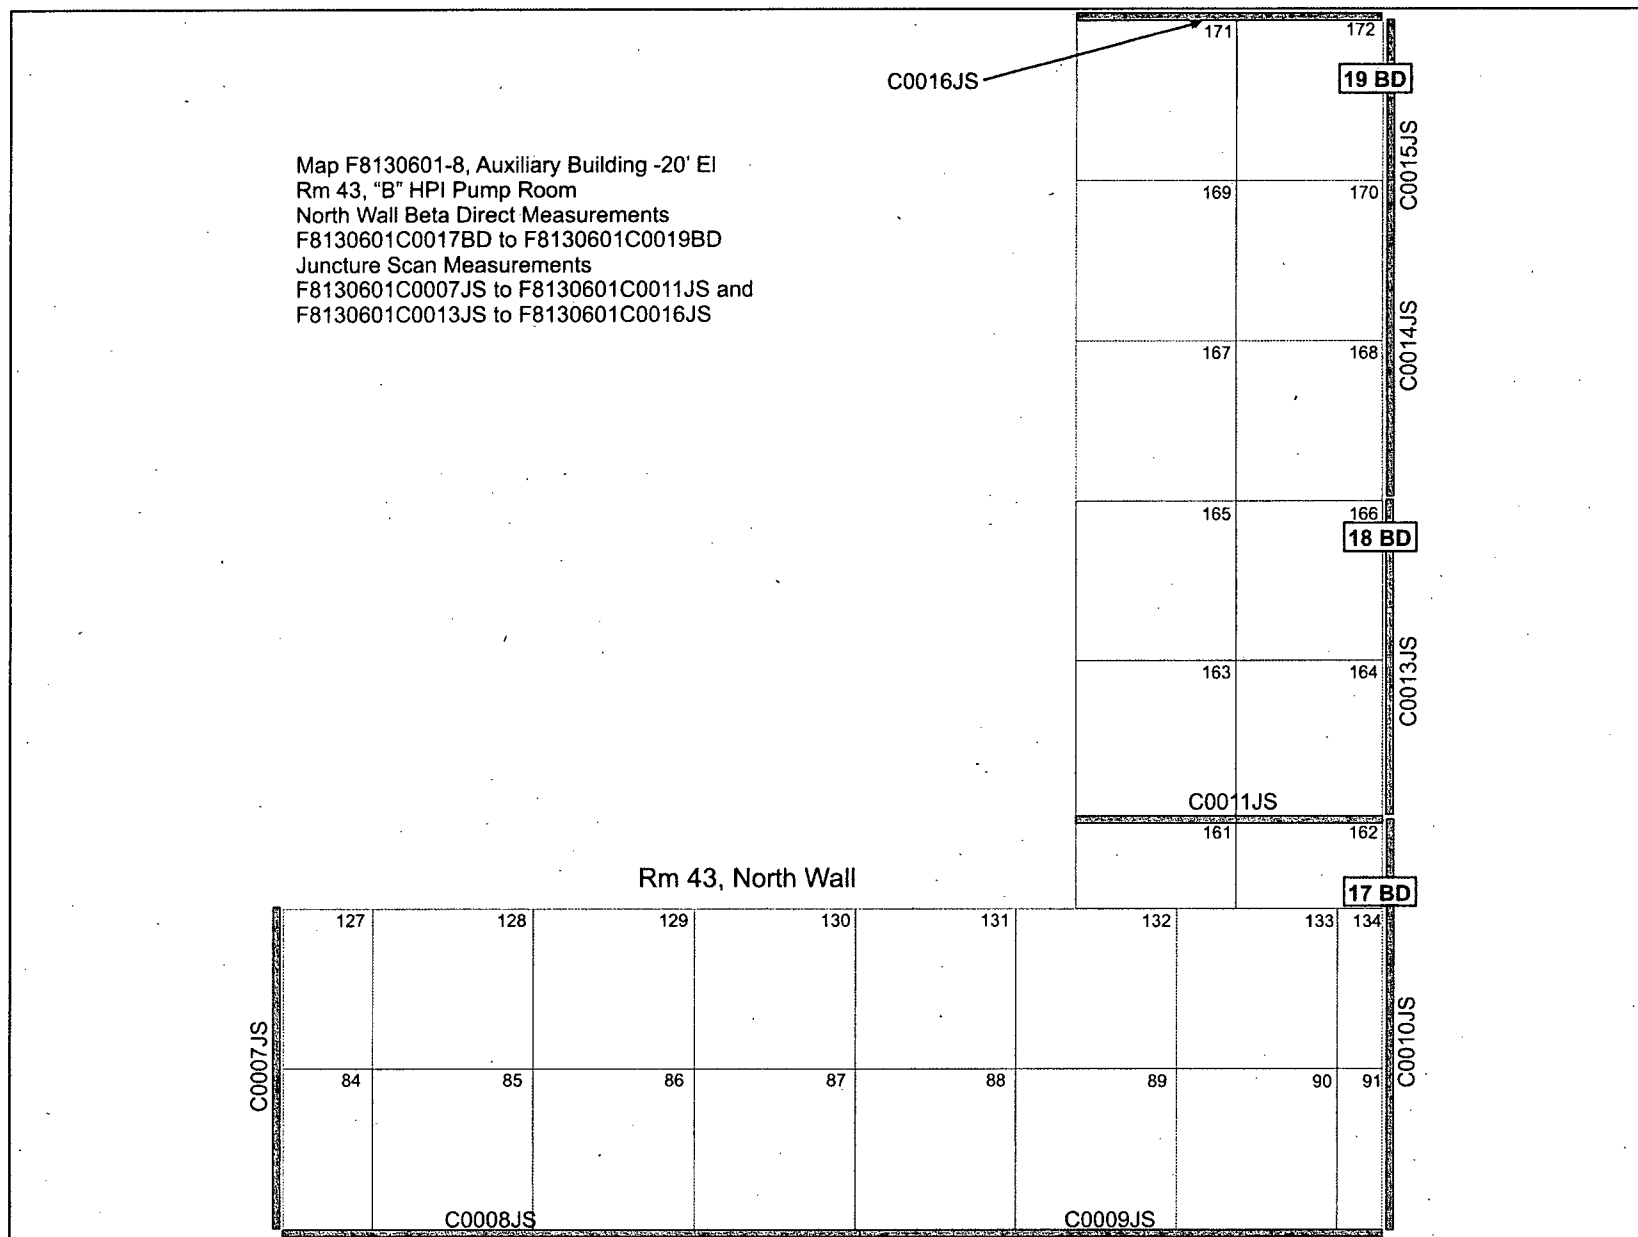 171
172
C0016JS
19 BD
C0015JS
Map F8130601-8, Auxiliary Building -20' El
Rm 43, "B" HPI Pump Room
North Wall Beta Direct Measurements
F8130601C0017BD to F8130601C0019BD
Juncture Scan Measurements
F8130601C0007JS to F8130601C0011JS and
F8130601C0013JS to F8130601C0016JS
169
170
C0014JS
167
168
165
166
18 BD
163
164
C0013JS
C0011JS
161
162
Rm 43, North Wall
17 BD
127
128
129
130
131
132
133
134
C0007JS
C0010JS
84
85
86
87
88
89
90
91
C0008JS
C0009JS